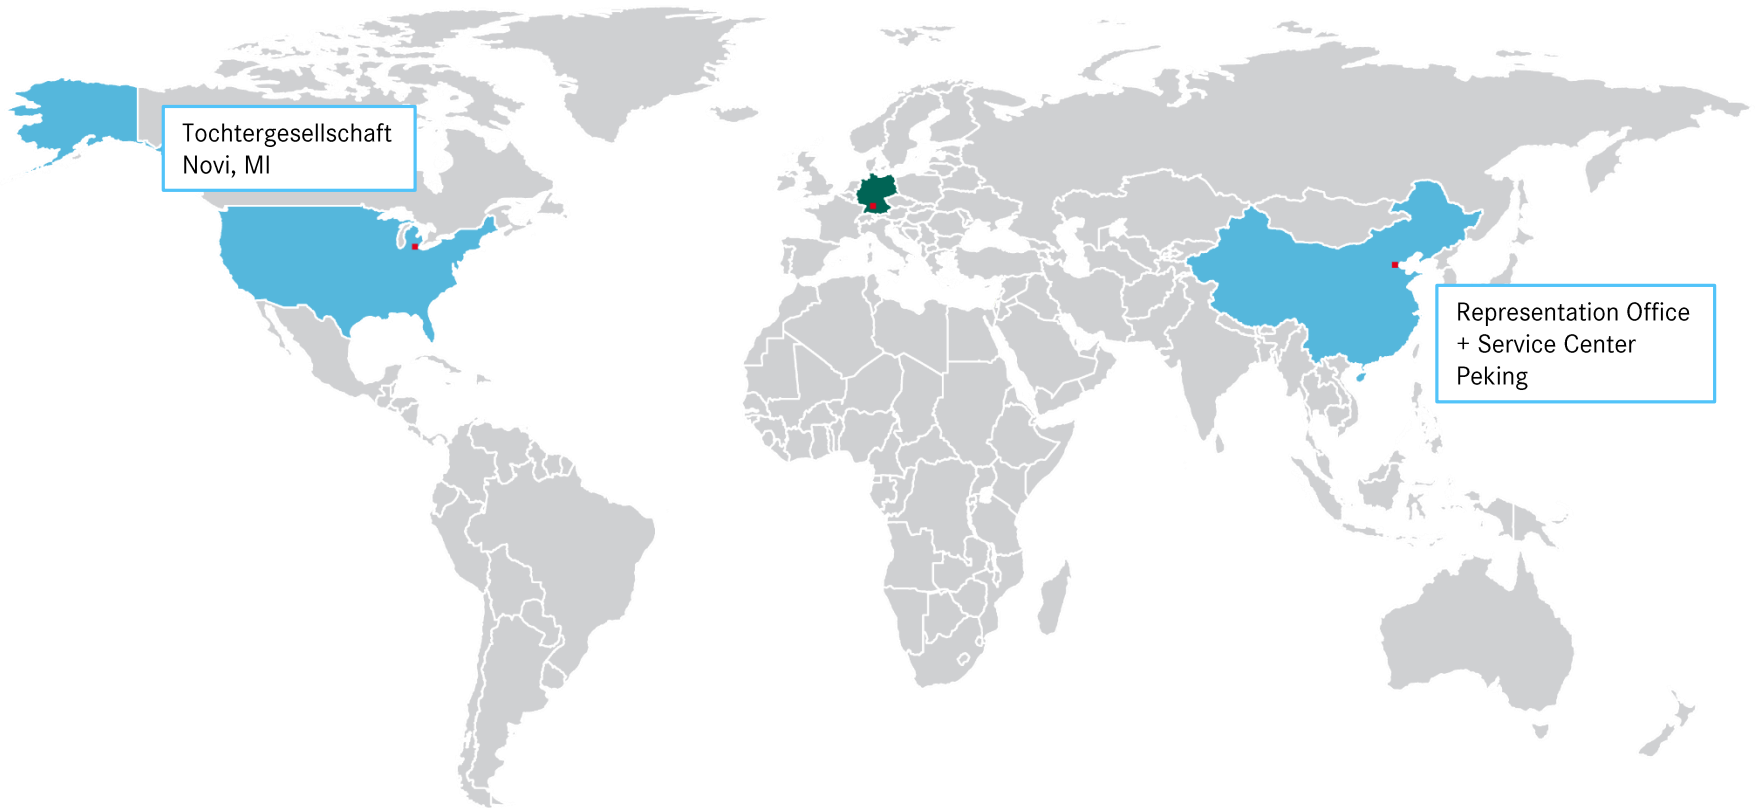 Tochtergesellschaft
Novi, MI
Representation Office
+ Service Center
Peking